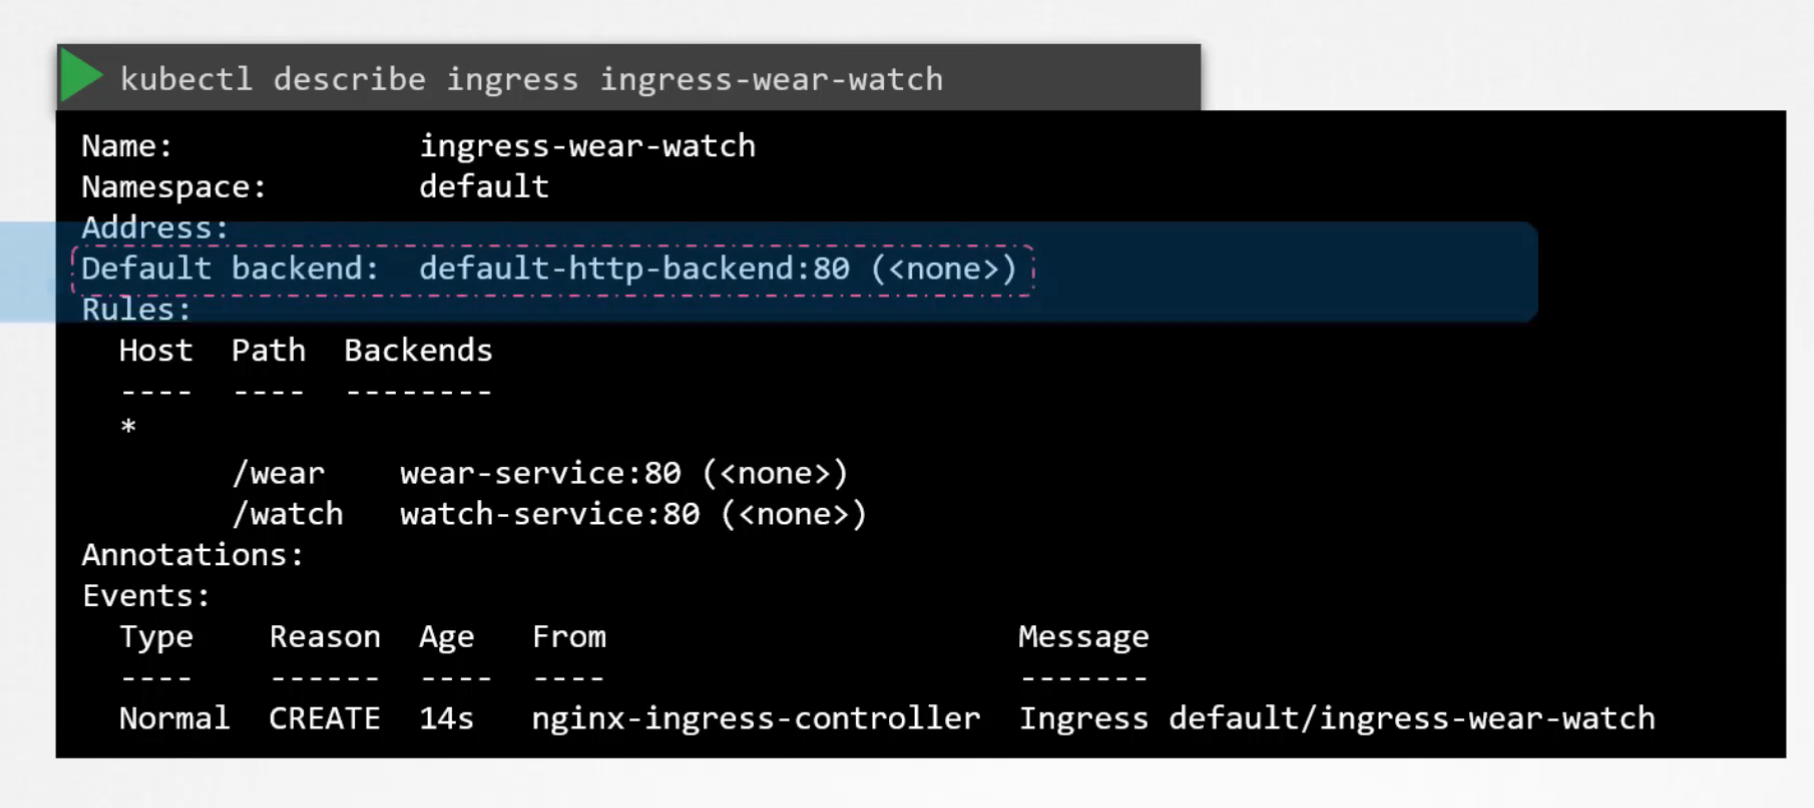 kubectl describe ingress ingress-wear-watch
Name: ingress-wear-watch
Namespace: default
Address:
Default backend: default-http-backend:80 (<none>)
Rules:
Host Path Backends
---- ---- --------
*
/wear wear-service:80 (<none>)
/watch watch-service:80 (<none>)
Annotations:
Events:
Type Reason Age From Message
---- ------ ---- ---- -------
Normal CREATE 14s nginx-ingress-controller Ingress default/ingress-wear-watch